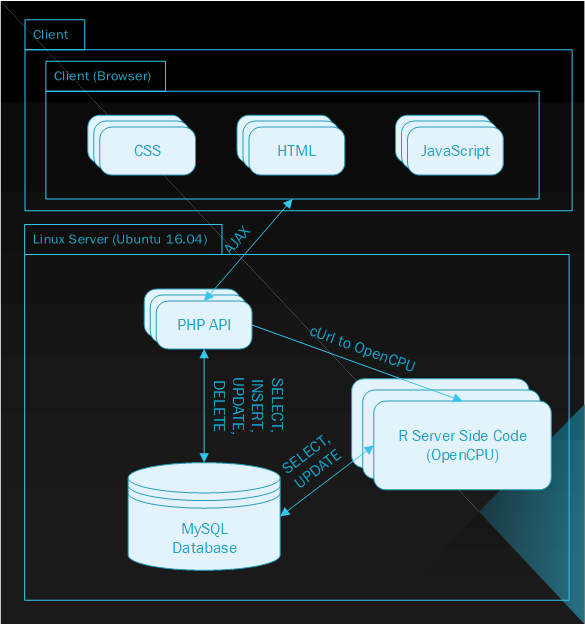 Client
Client (Browser)
CSS
HTML
JavaScript
AJAX
Linux Server (Ubuntu 16.04)
PHP API
cUrl to OpenCPU
SELECT,
INSERT,
UPDATE,
DELETE
R Server Side Code
(OpenCPU)
SELECT,
UPDATE
MySQL
Database